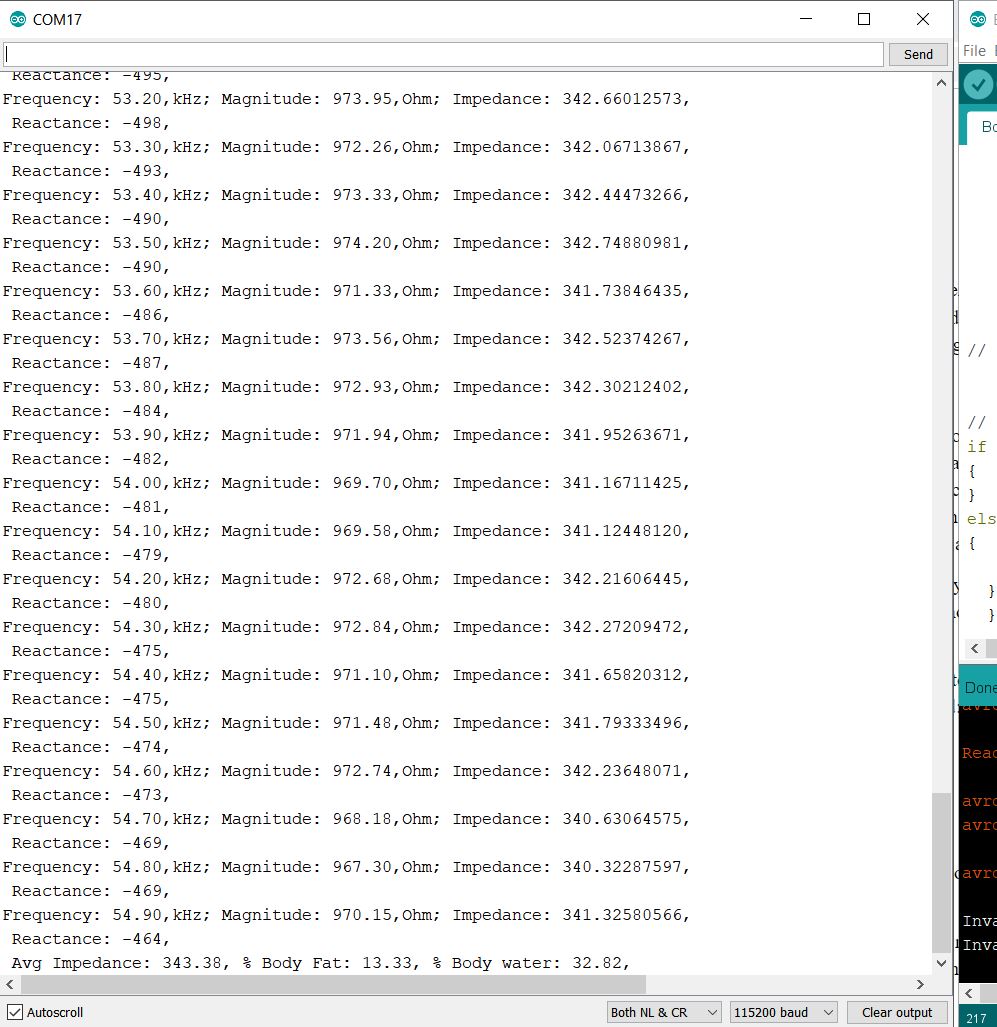 COM17
Send
Reactance: -495,
Frequency: 53.20,kHz; Magnitude: 973.95,Ohm; Impedance: 342.66012573,
Reactance: -498,
Frequency: 53.30,kHz; Magnitude: 972.26,Ohm; Impedance: 342.06713867,
Reactance: -493,
Frequency: 53.40,kHz; Magnitude: 973.33,Ohm; Impedance: 342.44473266,
Reactance: -490,
Frequency: 53.50,kHz; Magnitude: 974.20,Ohm; Impedance: 342.74880981,
Reactance: -490,
Frequency: 53.60,kHz; Magnitude: 971.33,Ohm; Impedance: 341.73846435,
Reactance: -486,
Frequency: 53.70,kHz; Magnitude: 973.56,Ohm; Impedance: 342.52374267,
Reactance: -487,
Frequency: 53.80,kHz; Magnitude: 972.93,Ohm; Impedance: 342.30212402,
Reactance: -484,
Frequency: 53.90,kHz; Magnitude: 971.94,Ohm; Impedance: 341.95263671,
Reactance: -482,
Frequency: 54.00,kHz; Magnitude: 969.70,Ohm; Impedance: 341.16711425,
Reactance: -481,
Frequency: 54.10,kHz; Magnitude: 969.58,Ohm; Impedance: 341.12448120,
Reactance: -479,
Frequency: 54.20,kHz; Magnitude: 972.68,Ohm; Impedance: 342.21606445,
Reactance: -480,
Frequency: 54.30,kHz; Magnitude: 972.84,Ohm; Impedance: 342.27209472,
Reactance: -475,
Frequency: 54.40,kHz; Magnitude: 971.10,Ohm; Impedance: 341.65820312,
Reactance: -475,
Frequency: 54.50,kHz; Magnitude: 971.48,Ohm; Impedance: 341.79333496,
Reactance: -474,
Frequency: 54.60,kHz; Magnitude: 972.74,Ohm; Impedance: 342.23648071,
Reactance: -473,
Frequency: 54.70,kHz; Magnitude: 968.18,Ohm; Impedance: 340.63064575,
Reactance: -469,
Frequency: 54.80,kHz; Magnitude: 967.30,Ohm; Impedance: 340.32287597,
Reactance: -469,
Frequency: 54.90,kHz; Magnitude: 970.15,Ohm; Impedance: 341.32580566,
Reactance: -464,
Avg Impedance: 343.38, % Body Fat: 13.33, % Body water: 32.82,
Autoscroll
Both NL & CR
115200 baud
Clear output
File
//
//
if
{
}
{
}
}
Done
217